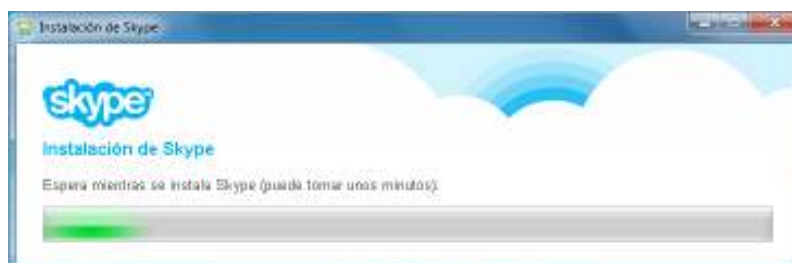 Instalación de Skype
skype
Instalación de Skype
Espera mientras se instala Skype (puede tomar unos minutos).